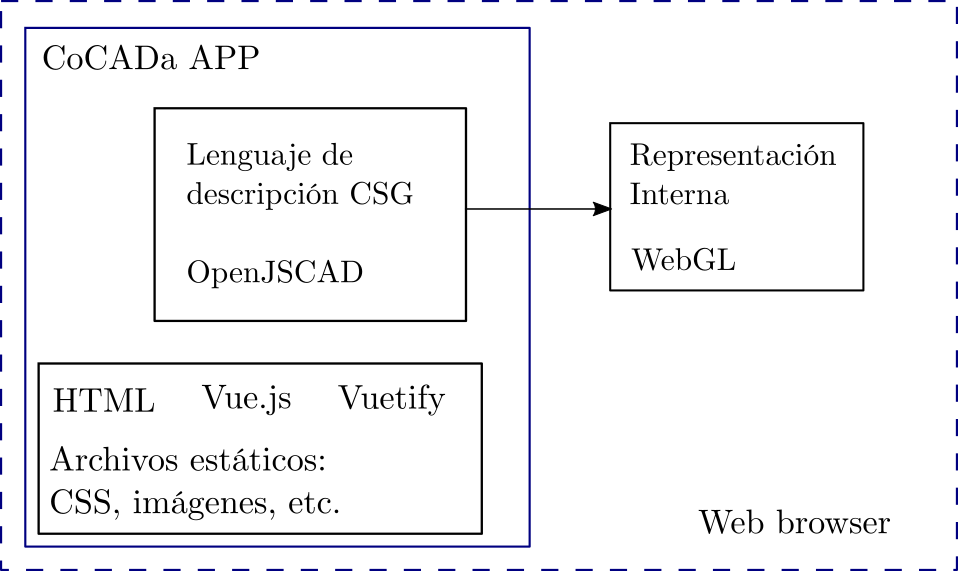 CoCADa APP
Lenguaje de
descripción CSG
OpenJSCAD
Representación
Interna
WebGL
HTML Vue.js Vuetify
Archivos estáticos:
CSS, imágenes, etc.
Web browser